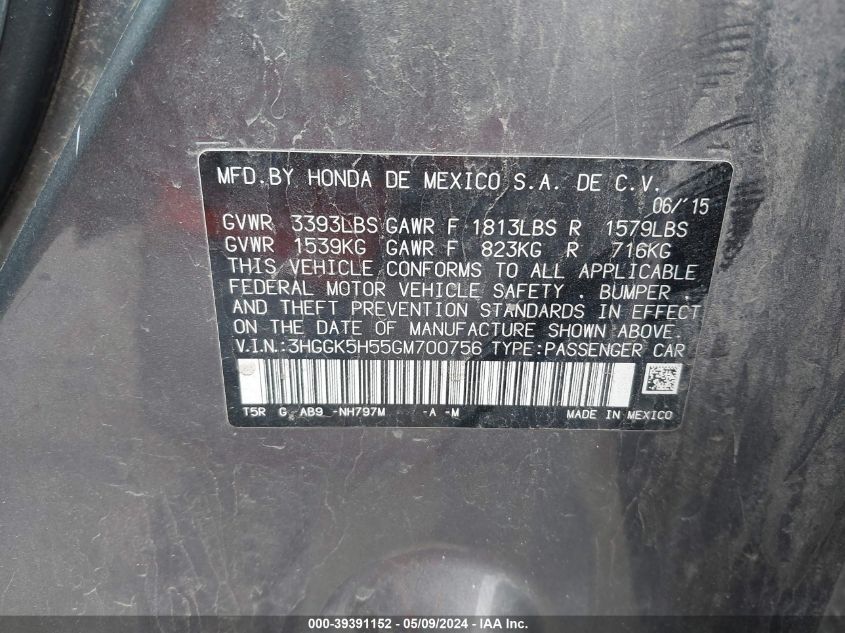 MFD.BY HONDA DE MEXICO S.A. DE C.V.
06/'15
GVWR 3393LBS GAWR F 1813LBS R 1579LBS
GVWR 1539KG GAWR F 823KG R 716KG
THIS VEHICLE CONFORMS TO ALL APPLICABLE
FEDERAL MOTOR VEHICLE SAFETY , BUMPER ,
AND THEFT PREVENTION STANDARDS IN EFFECT
ON THE DATE OF MANUFACTURE SHOWN ABOVE.
V.I.N:3HGGK5H55GM700756 TYPE:PASSENGER CAR
T5R G -AB9 -NH797M -A -M MADE IN MEXICO
000-39391152 - 05/09/2024 - IAA Inc.